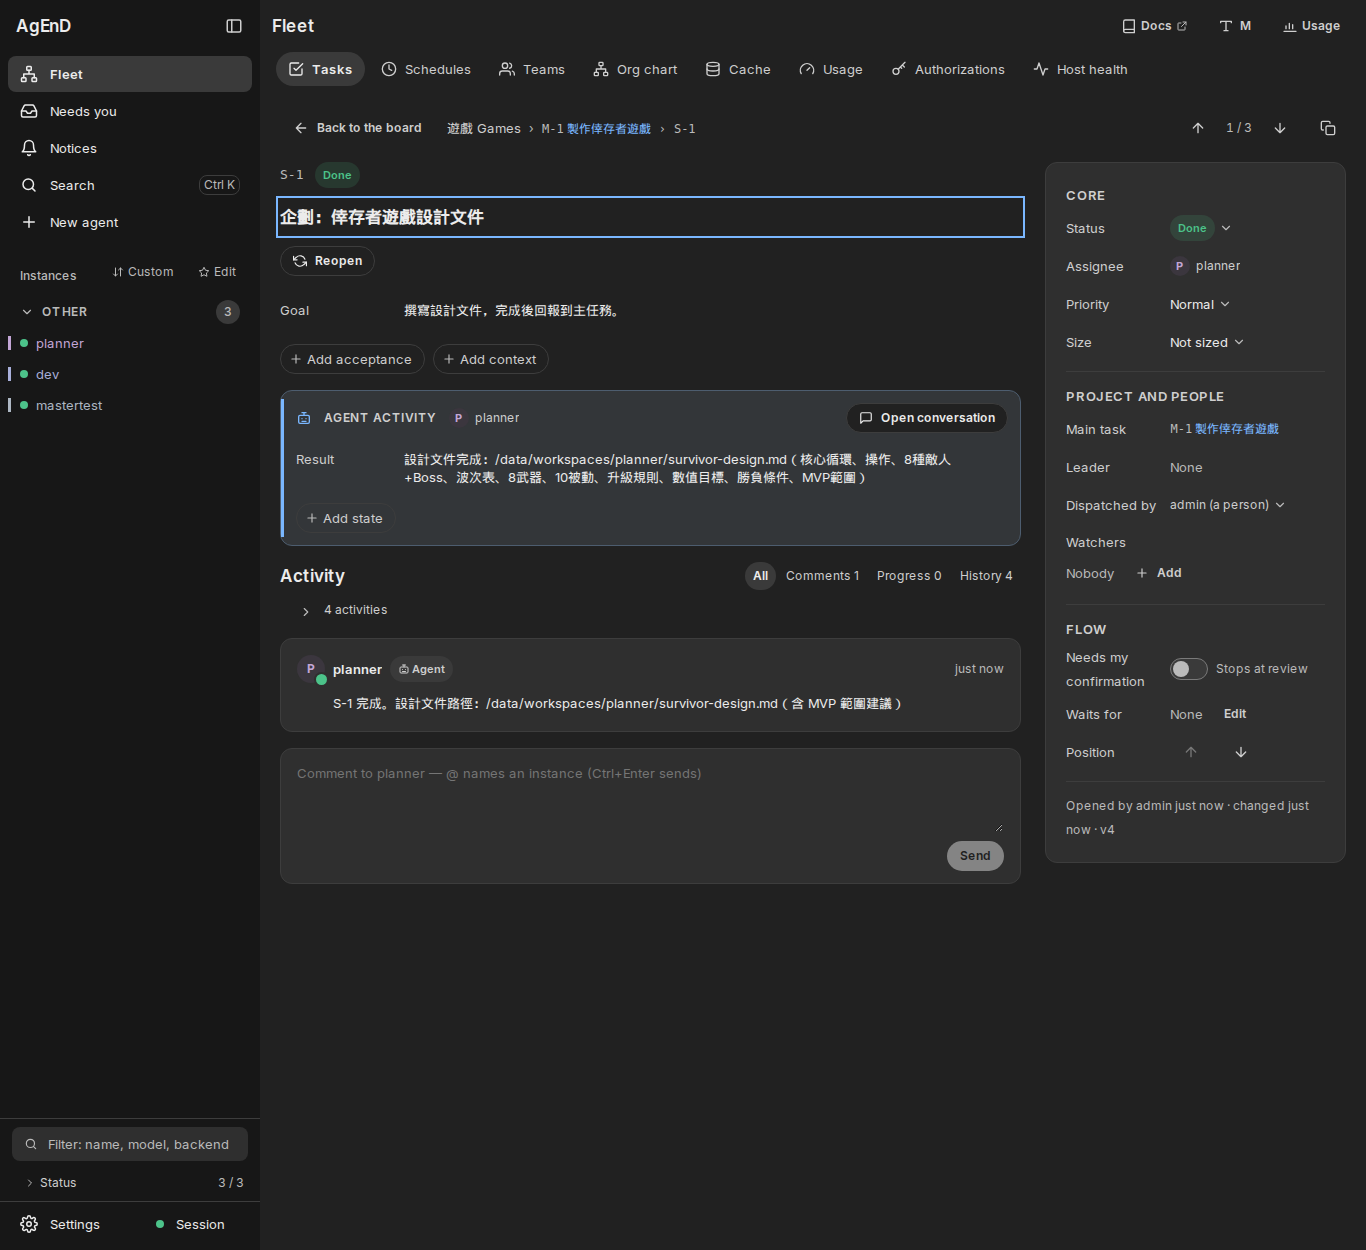 AgEnD
Fleet
Needs you
Notices
Search Ctrl K
New agent
Instances Custom Edit
OTHER 3
planner
dev
mastertest
Filter: name, model, backend
Status 3 / 3
Settings Session
Fleet
Docs M Usage
Tasks Schedules Teams Org chart Cache Usage Authorizations Host health
Back to the board 遊戲 Games › M-1 製作倖存者遊戲 › S-1
1 / 3
S-1 Done
企劃：倖存者遊戲設計文件
Reopen
Goal 撰寫設計文件，完成後回報到主任務。
Add acceptance Add context
AGENT ACTIVITY P planner Open conversation
Result 設計文件完成：/data/workspaces/planner/survivor-design.md（核心循環、操作、8種敵人
+Boss、波次表、8武器、10被動、升級規則、數值目標、勝負條件、MVP範圍）
Add state
Activity All Comments 1 Progress 0 History 4
4 activities
P planner Agent just now
S-1 完成。設計文件路徑：/data/workspaces/planner/survivor-design.md（含 MVP 範圍建議）
Comment to planner — @ names an instance (Ctrl+Enter sends)
Send
CORE
Status Done
Assignee P planner
Priority Normal
Size Not sized
PROJECT AND PEOPLE
Main task M-1 製作倖存者遊戲
Leader None
Dispatched by admin (a person)
Watchers
Nobody Add
FLOW
Needs my
confirmation Stops at review
Waits for None Edit
Position
Opened by admin just now · changed just
now · v4